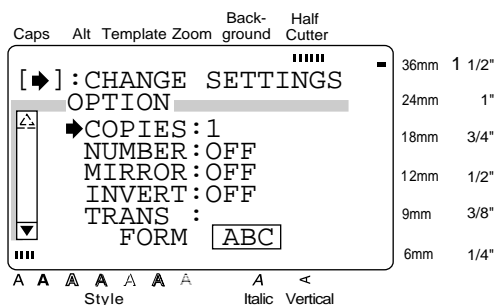 Caps Alt Template Zoom Back-ground Half Cutter
[➡]:CHANGE SETTINGS
OPTION
➡COPIES:1
NUMBER:OFF
MIRROR:OFF
INVERT:OFF
TRANS :
FORM ABC
36mm 1 1/2"
24mm 1"
18mm 3/4"
12mm 1/2"
9mm 3/8"
6mm 1/4"
A A A A A A A A A
Style Italic Vertical